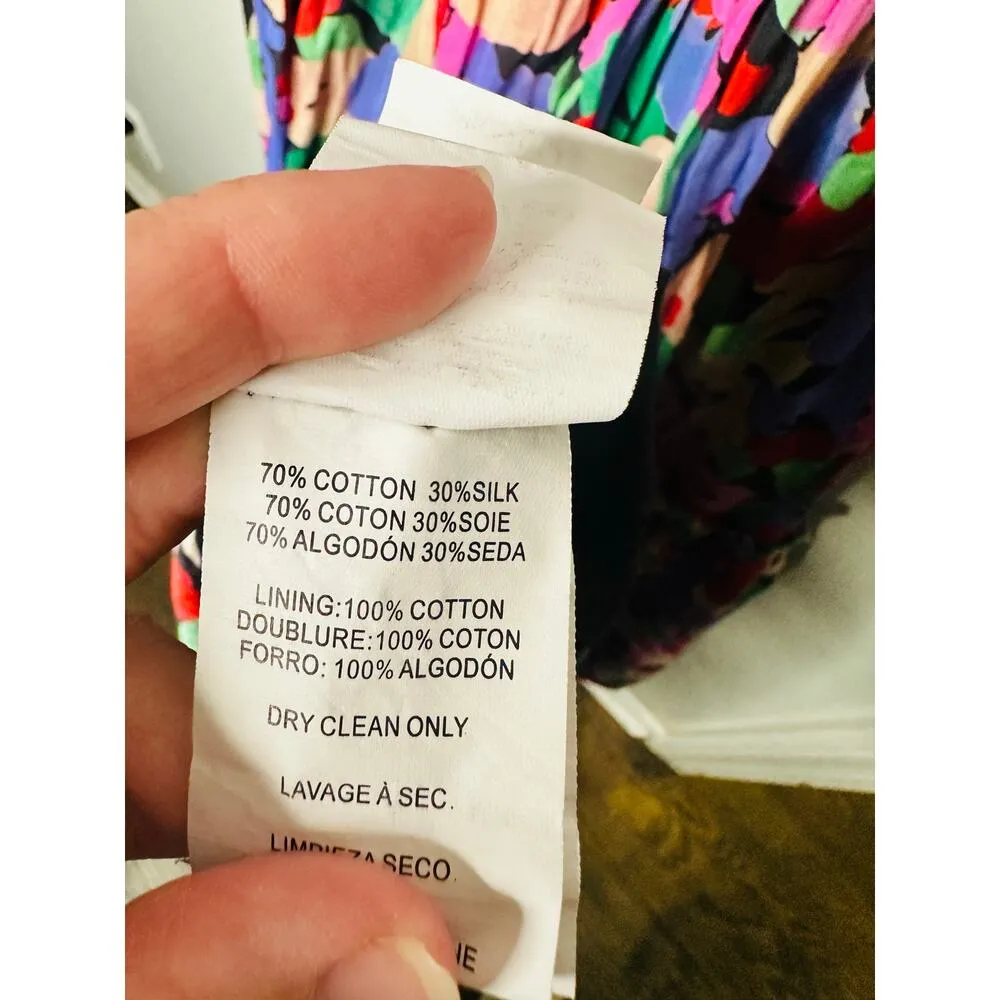 70% COTTON 30%SILK
70% COTON 30%SOIE
70% ALGODÓN 30%SEDA
LINING:100% COTTON
DOUBLURE:100% COTON
FORRO: 100% ALGODÓN
DRY CLEAN ONLY
LAVAGE À SEC.
LIMPIEZA SECO.